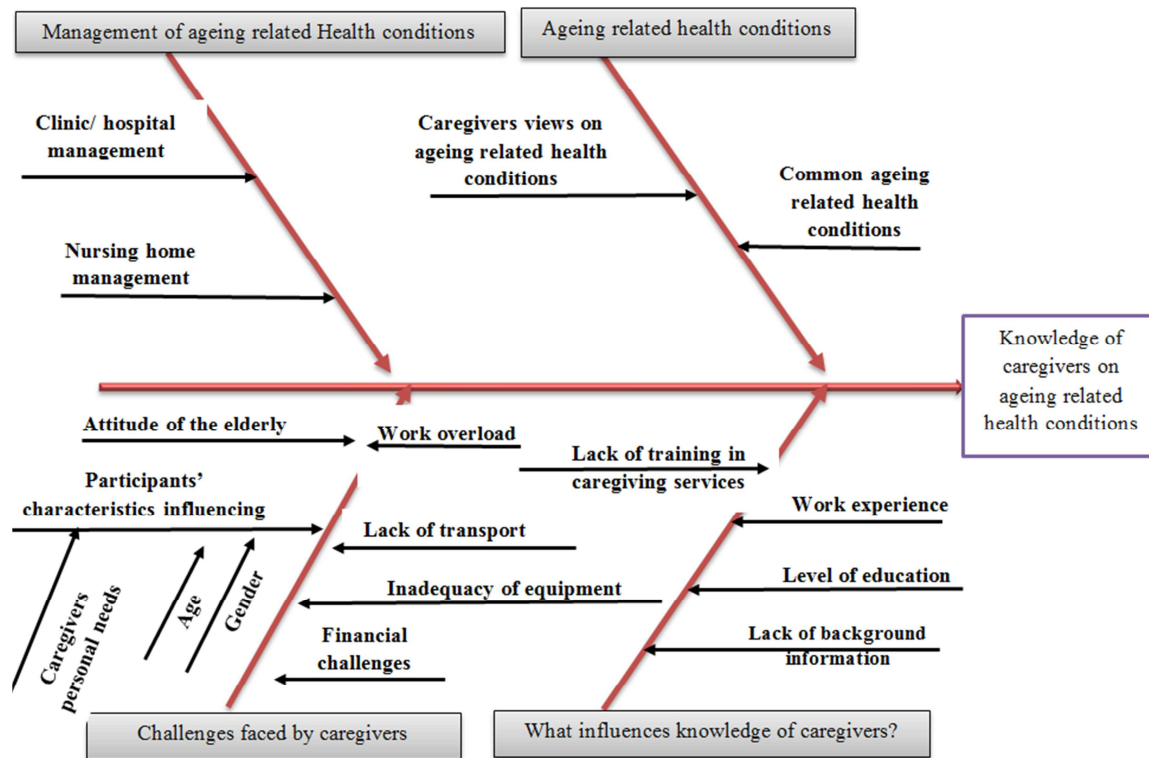 Management of ageing related Health conditions
Ageing related health conditions
Clinic/ hospital
management
Caregivers views on
ageing related health
conditions
Common ageing
related health
conditions
Nursing home
management
Knowledge of
caregivers on
ageing related
health conditions
Attitude of the elderly
Work overload
Lack of training in
caregiving services
Participants’
characteristics influencing
Work experience
Lack of transport
Caregivers
personal needs
Age
Gender
Inadequacy of equipment
Level of education
Financial
challenges
Lack of background
information
Challenges faced by caregivers
What influences knowledge of caregivers?